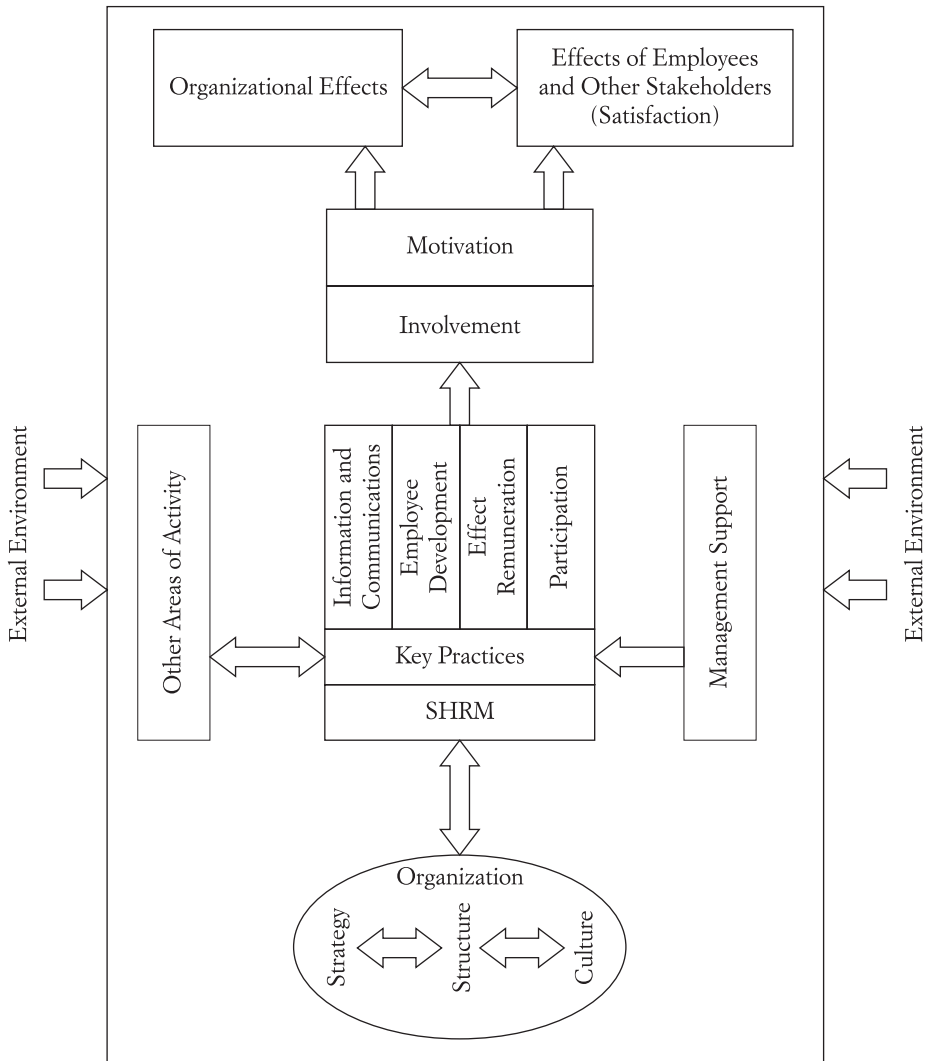 Organizational Effects
Effects of Employees
and Other Stakeholders
(Satisfaction)
Motivation
Involvement
External Environment
Other Areas of Activity
Information and
Communications
Employee
Development
Effect
Remuneration
Participation
Key Practices
SHRM
Management Support
External Environment
Organization
Strategy
Structure
Culture